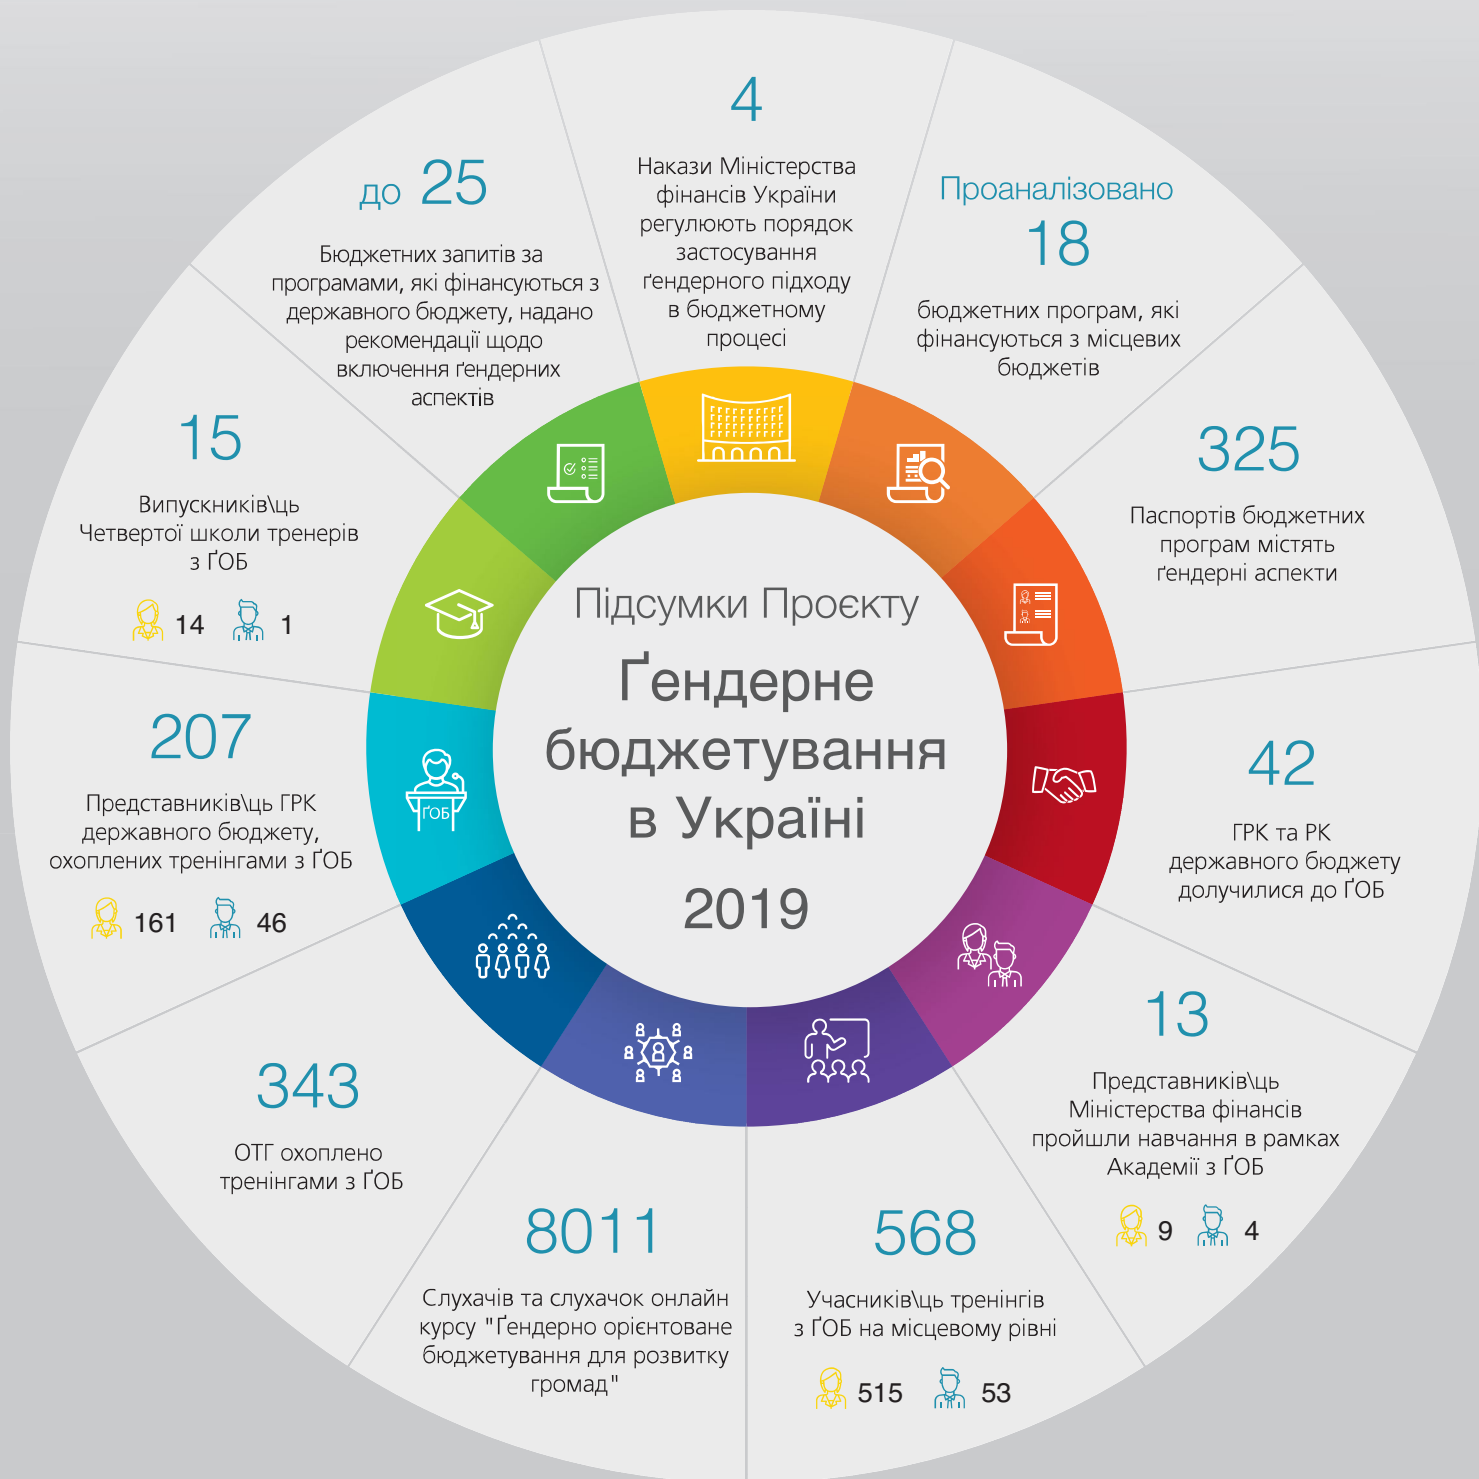 Підсумки Проєкту
Ґендерне
бюджетування
в Україні
2019
4
Накази Міністерства
фінансів України
регулюють порядок
застосування
ґендерного підходу
в бюджетному
процесі
Проаналізовано
18
бюджетних програм, які
фінансуються з місцевих
бюджетів
325
Паспортів бюджетних
програм містять
ґендерні аспекти
42
ГРК та РК
державного бюджету
долучилися до ҐОБ
13
Представників\ць
Міністерства фінансів
пройшли навчання в рамках
Академії з ҐОБ
9 4
568
Учасників\ць тренінгів
з ҐОБ на місцевому рівні
515 53
8011
Слухачів та слухачок онлайн
курсу "Ґендерно орієнтоване
бюджетування для розвитку
громад"
343
ОТГ охоплено
тренінгами з ҐОБ
207
Представників\ць ГРК
державного бюджету,
охоплених тренінгами з ҐОБ
161 46
15
Випускників\ць
Четвертої школи тренерів
з ҐОБ
14 1
до 25
Бюджетних запитів за
програмами, які фінансуються з
державного бюджету, надано
рекомендації щодо
включення ґендерних
аспектів
ҐОБ